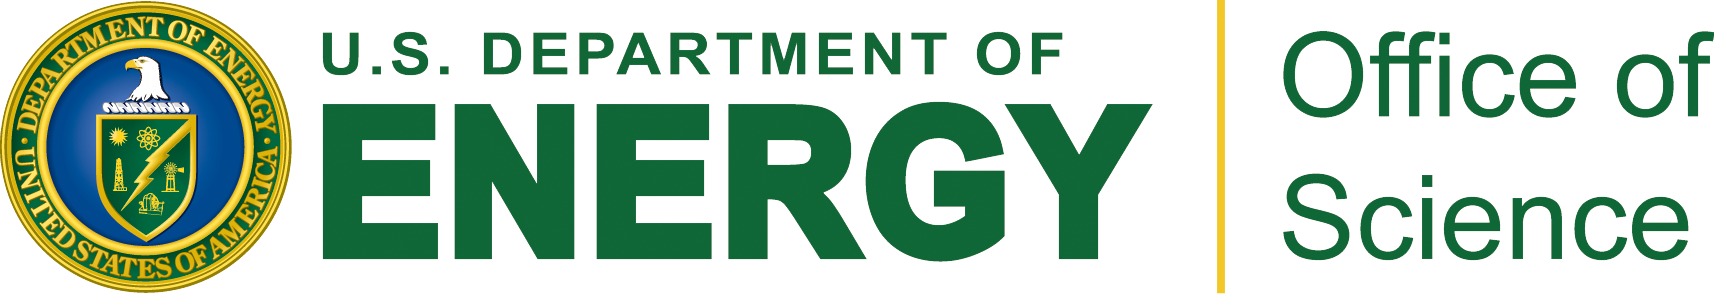 DEPARTMENT OF ENERGY
UNITED STATES OF AMERICA
U.S. DEPARTMENT OF
ENERGY
Office of
Science